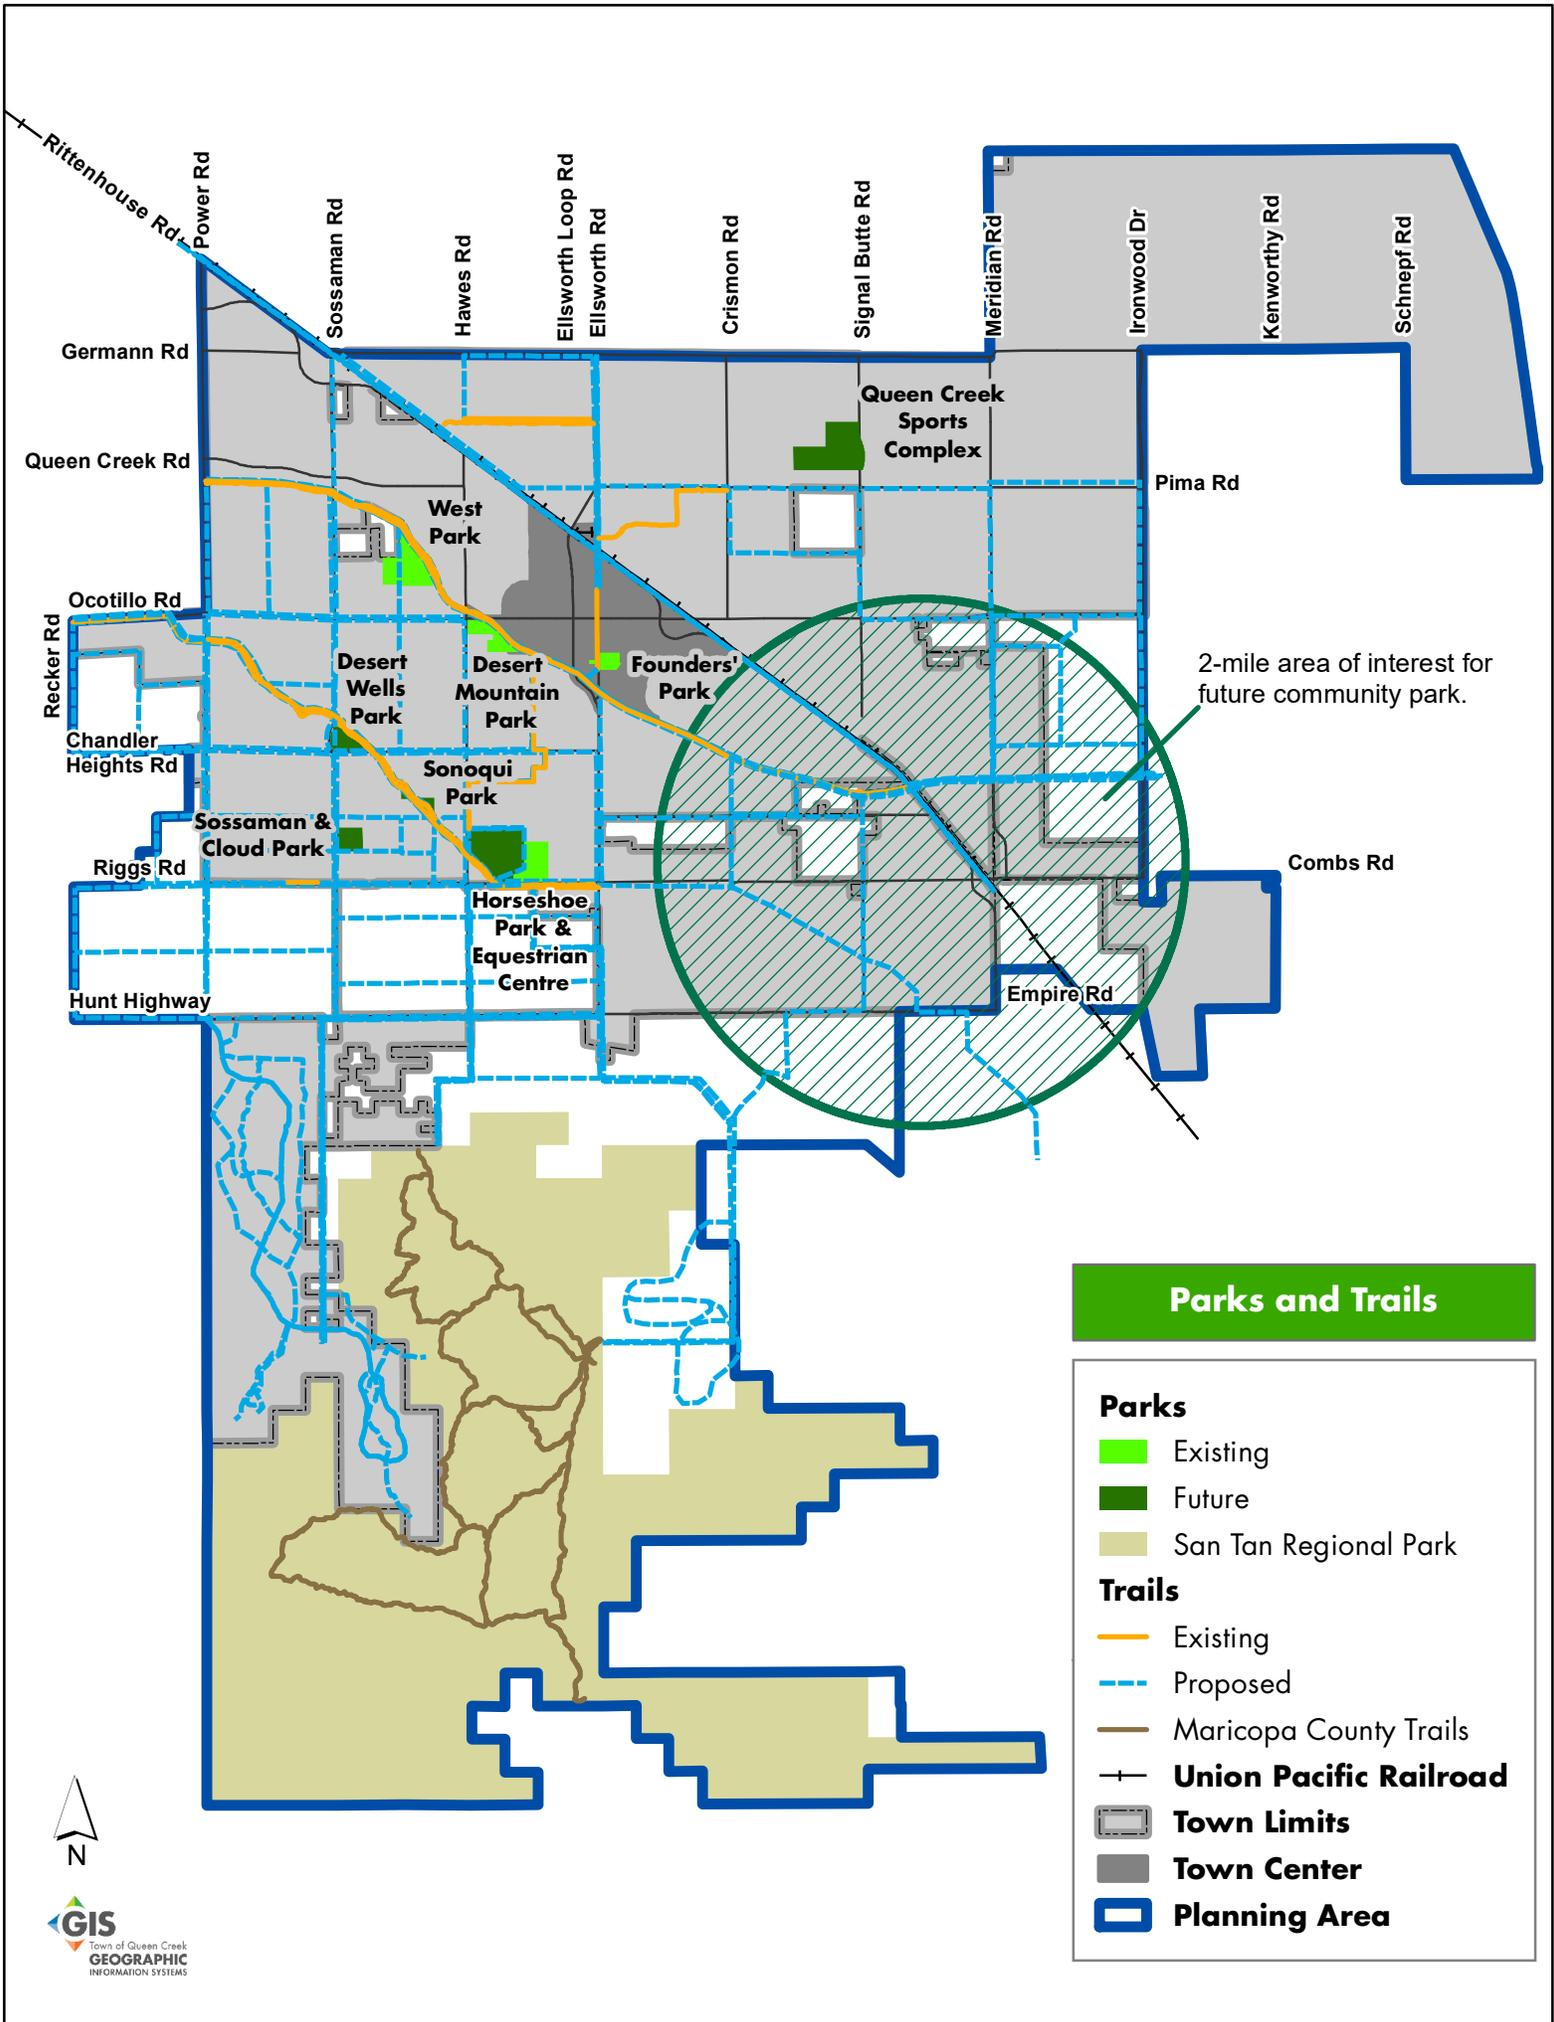 Rittenhouse Rd
Power Rd
Sossaman Rd
Hawes Rd
Ellsworth Loop Rd
Ellsworth Rd
Crismon Rd
Signal Butte Rd
Meridian Rd
Ironwood Dr
Kenworthy Rd
Schnepf Rd
Germann Rd
Queen Creek
Sports
Complex
Queen Creek Rd
Pima Rd
West
Park
Ocotillo Rd
Recker Rd
Desert
Wells
Park
Desert
Mountain
Park
Founders'
Park
2-mile area of interest for
future community park.
Chandler
Heights Rd
Sonoqui
Park
Sossaman &
Cloud Park
Riggs Rd
Combs Rd
Horseshoe
Park &
Equestrian
Centre
Hunt Highway
Empire Rd
Parks and Trails
Parks
Existing
Future
San Tan Regional Park
Trails
Existing
Proposed
Maricopa County Trails
Union Pacific Railroad
Town Limits
Town Center
Planning Area
N
GIS
Town of Queen Creek
GEOGRAPHIC
INFORMATION SYSTEMS